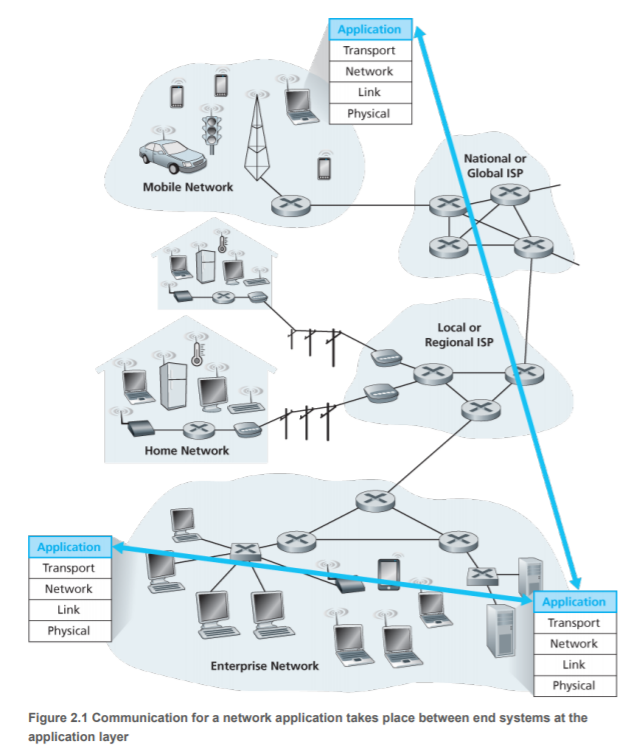 Application
Transport
Network
Link
Physical
National or
Global ISP
Mobile Network
Local or
Regional ISP
Home Network
Application
Transport
Network
Link
Physical
Application
Transport
Network
Link
Physical
Enterprise Network
Figure 2.1 Communication for a network application takes place between end systems at the
application layer